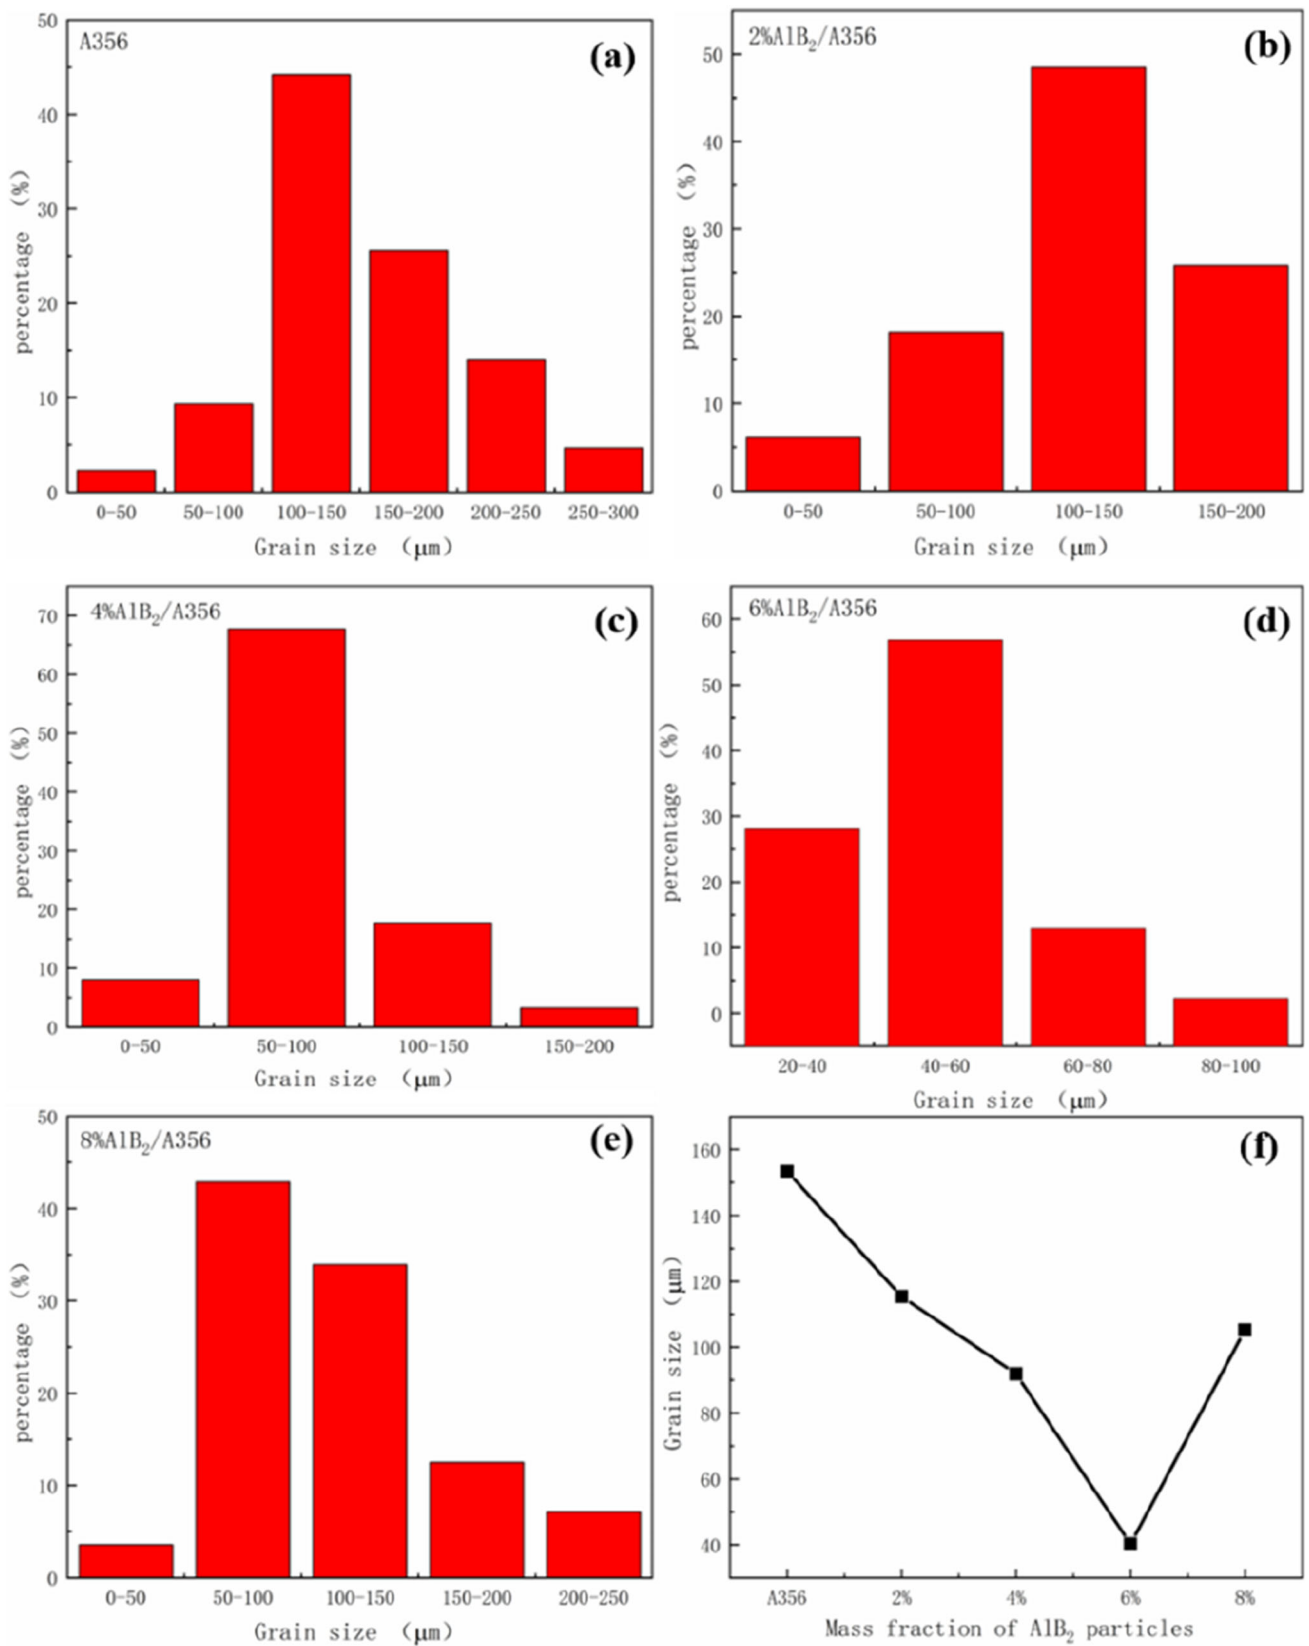 A356
(a)
50
40
30
20
10
0
percentage (%)
0-50 50-100 100-150 150-200 200-250 250-300
Grain size (μm)
2%AlB₂/A356
(b)
50
40
30
20
10
0
percentage (%)
0-50 50-100 100-150 150-200
Grain size (μm)
4%AlB₂/A356
(c)
70
60
50
40
30
20
10
0
percentage (%)
0-50 50-100 100-150 150-200
Grain size (μm)
6%AlB₂/A356
(d)
60
50
40
30
20
10
0
percentage (%)
20-40 40-60 60-80 80-100
Grain size (μm)
8%AlB₂/A356
(e)
50
40
30
20
10
0
percentage (%)
0-50 50-100 100-150 150-200 200-250
Grain size (μm)
(f)
160
140
120
100
80
60
40
Grain size (μm)
A356 2% 4% 6% 8%
Mass fraction of AlB₂ particles